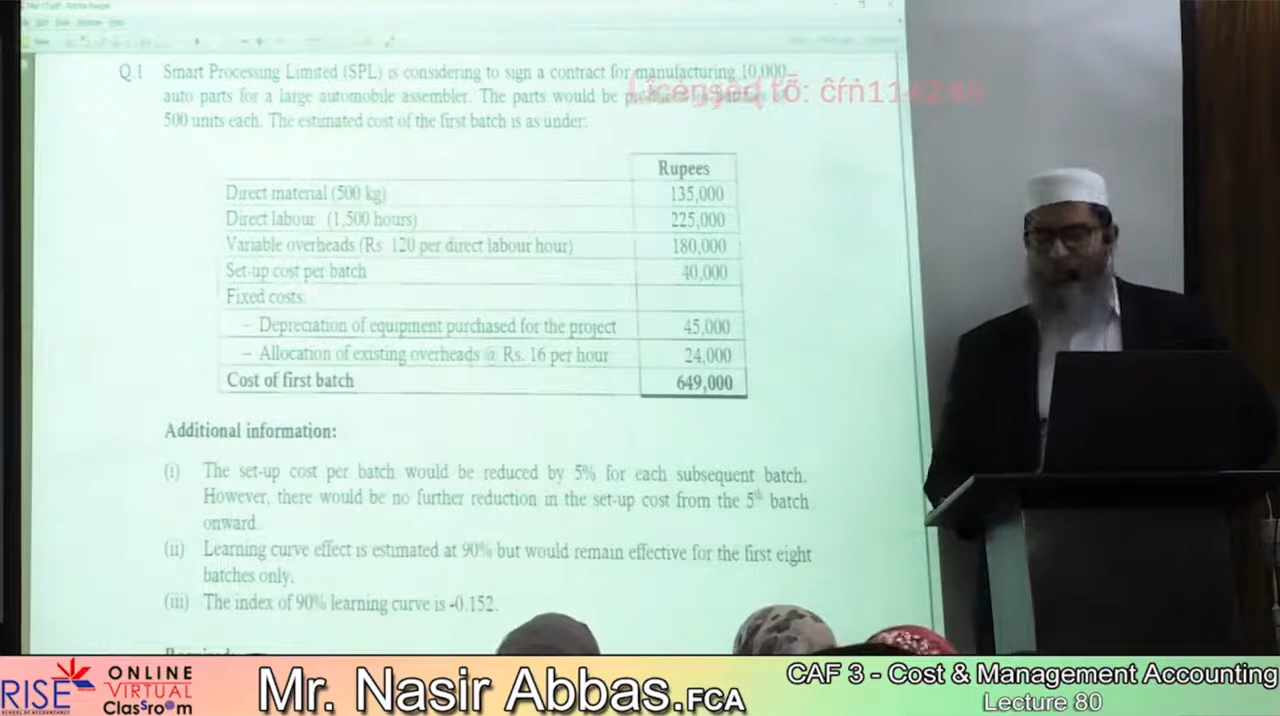 Q.1 Smart Processing Limited (SPL) is considering to sign a contract for manufacturing 10,000
auto parts for a large automobile assembler. The parts would be
500 units each. The estimated cost of the first batch is as under:
Rupees
Direct material (500 kg) 135,000
Direct labour (1,500 hours) 225,000
Variable overheads (Rs. 120 per direct labour hour) 180,000
Set-up cost per batch 40,000
Fixed costs:
– Depreciation of equipment purchased for the project 45,000
– Allocation of existing overheads @ Rs. 16 per hour 24,000
Cost of first batch 649,000
Additional information:
(i) The set-up cost per batch would be reduced by 5% for each subsequent batch.
However, there would be no further reduction in the set-up cost from the 5th batch
onward.
(ii) Learning curve effect is estimated at 90% but would remain effective for the first eight
batches only.
(iii) The index of 90% learning curve is -0.152.
RISE
ONLINE
VIRTUAL
Classroom
Mr. Nasir Abbas.FCA
CAF 3 - Cost & Management Accounting
Lecture 80